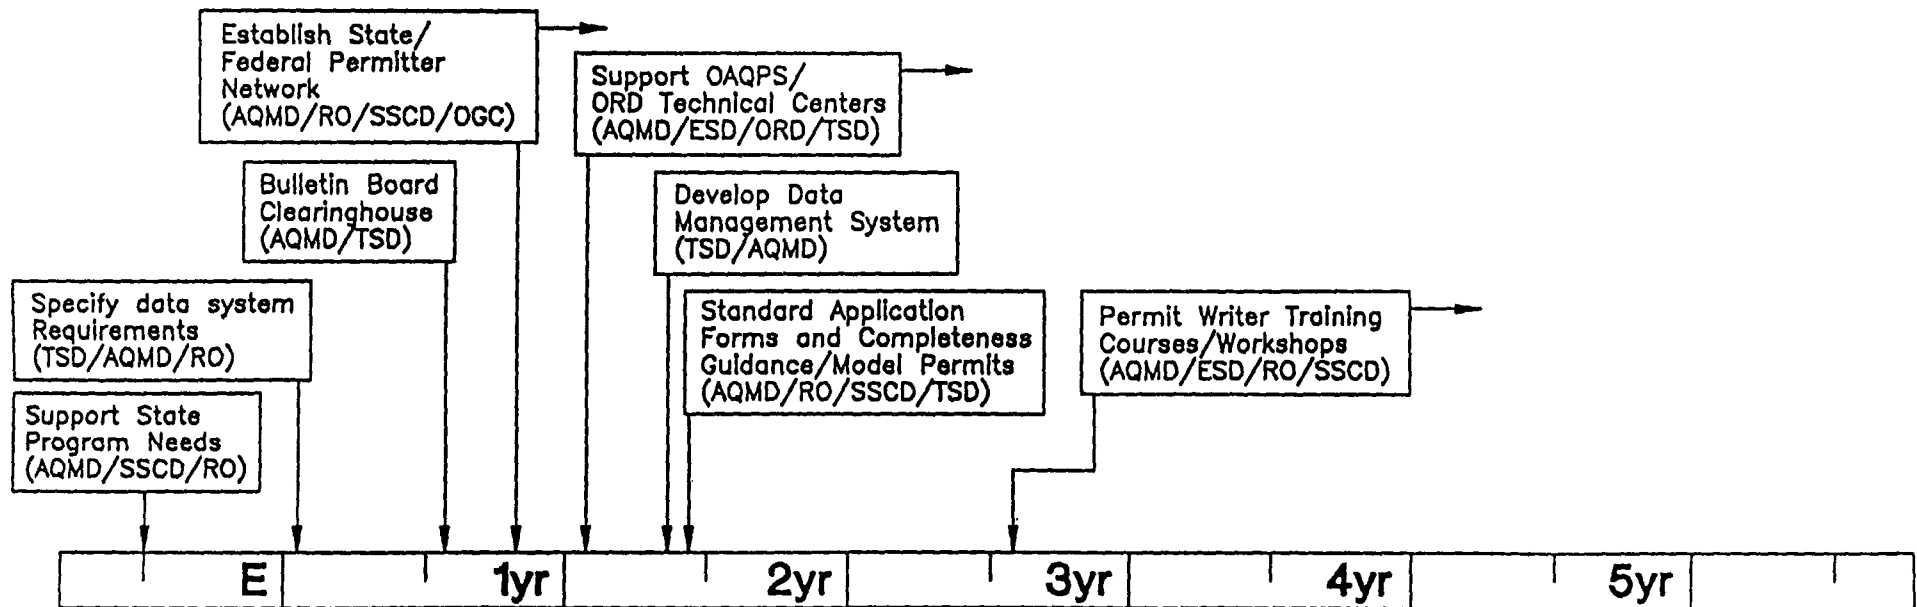 Establish State/
Federal Permitter
Network
(AQMD/RO/SSCD/OGC)
Support OAQPS/
ORD Technical Centers
(AQMD/ESD/ORD/TSD)
Bulletin Board
Clearinghouse
(AQMD/TSD)
Develop Data
Management System
(TSD/AQMD)
Specify data system
Requirements
(TSD/AQMD/RO)
Standard Application
Forms and Completeness
Guidance/Model Permits
(AQMD/RO/SSCD/TSD)
Permit Writer Training
Courses/Workshops
(AQMD/ESD/RO/SSCD)
Support State
Program Needs
(AQMD/SSCD/RO)
E 1yr 2yr 3yr 4yr 5yr